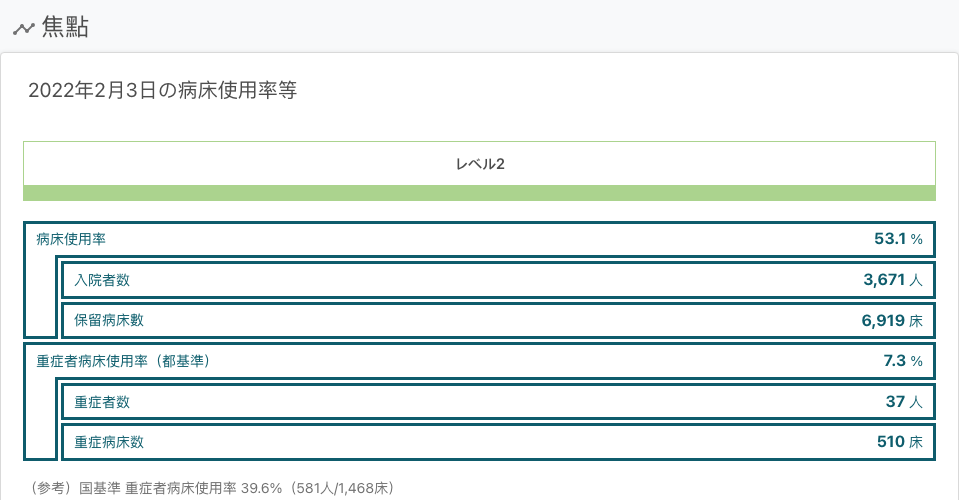 焦點
2022年2月3日の病床使用率等
レベル2
病床使用率 53.1 %
入院者数 3,671 人
保留病床數 6,919 床
重症者病床使用率（都基準） 7.3 %
重症者数 37 人
重症病床数 510 床
（参考）国基準 重症者病床使用率 39.6%（581人/1,468床）